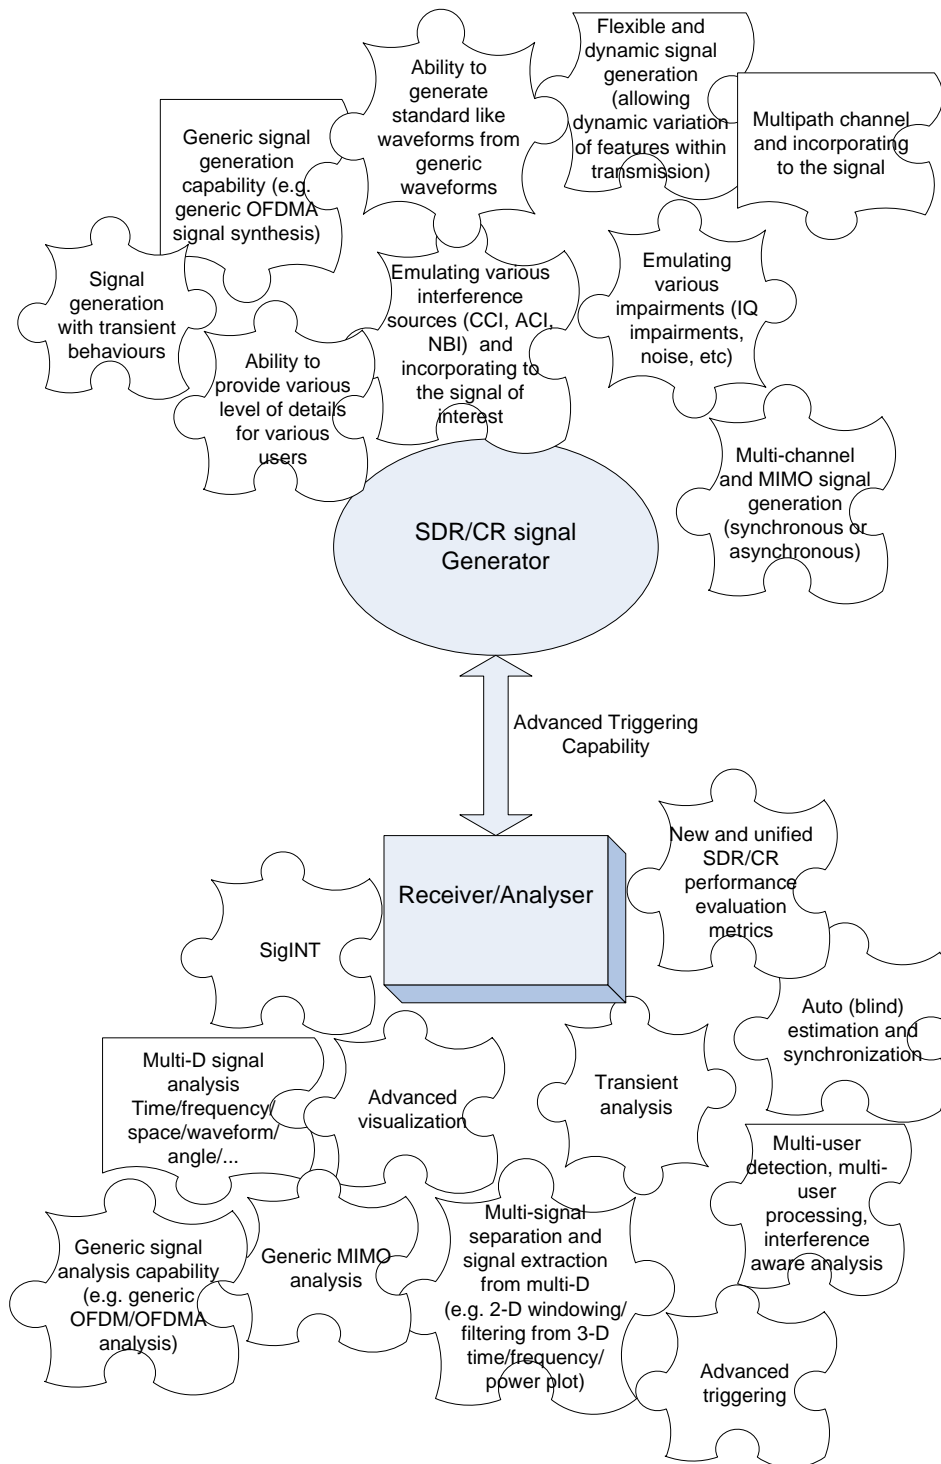 Flexible and
dynamic signal
generation
(allowing
dynamic variation
of features within
transmission)
Ability to
generate
standard like
waveforms from
generic
waveforms
Multipath channel
and incorporating
to the signal
Generic signal
generation
capability (e.g.
generic OFDMA
signal synthesis)
Signal
generation
with transient
behaviours
Emulating various
interference
sources (CCI, ACI,
NBI) and
incorporating to
the signal of
interest
Emulating
various
impairments (IQ
impairments,
noise, etc)
Ability to
provide various
level of details
for various
users
Multi-channel
and MIMO signal
generation
(synchronous or
asynchronous)
SDR/CR signal
Generator
Advanced Triggering
Capability
New and unified
SDR/CR
performance
evaluation
metrics
Receiver/Analyser
SigINT
Auto (blind)
estimation and
synchronization
Multi-D signal
analysis
Time/frequency/
space/waveform/
angle/...
Advanced
visualization
Transient
analysis
Multi-user
detection, multi-
user
processing,
interference
aware analysis
Generic signal
analysis capability
(e.g. generic
OFDM/OFDMA
analysis)
Generic MIMO
analysis
Multi-signal
separation and
signal extraction
from multi-D
(e.g. 2-D windowing/
filtering from 3-D
time/frequency/
power plot)
Advanced
triggering